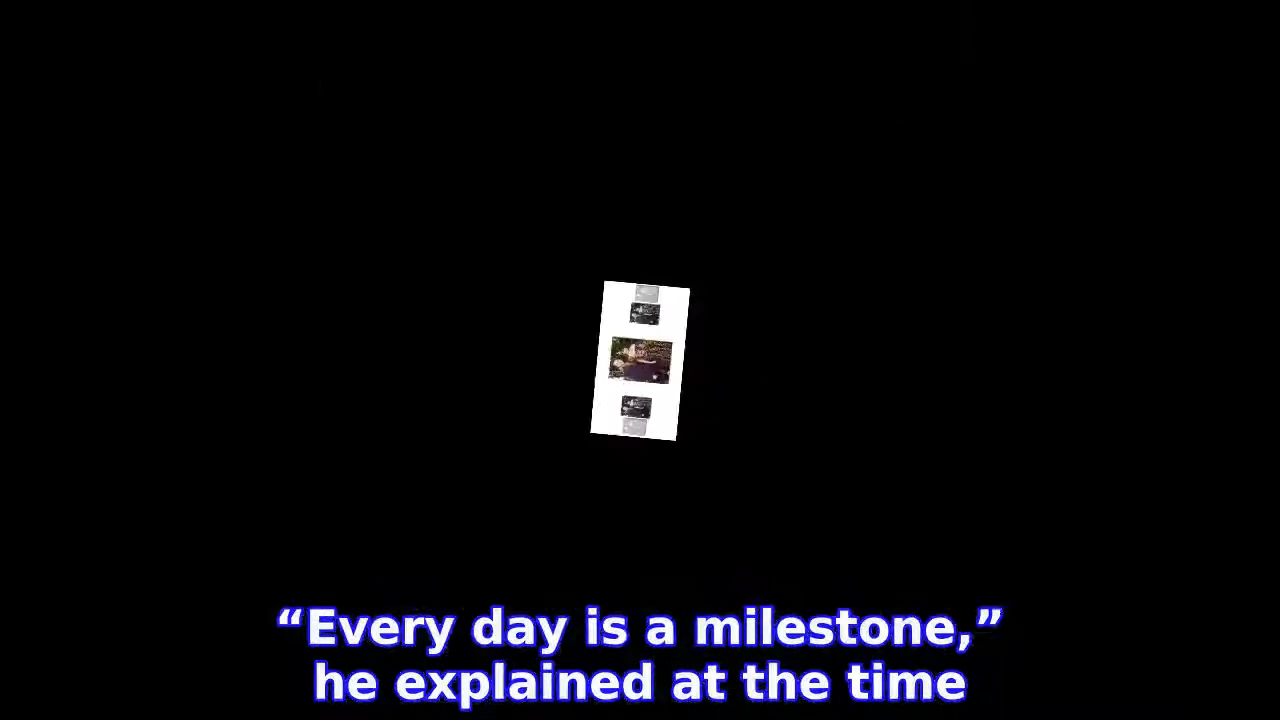 “Every day is a milestone,”
he explained at the time